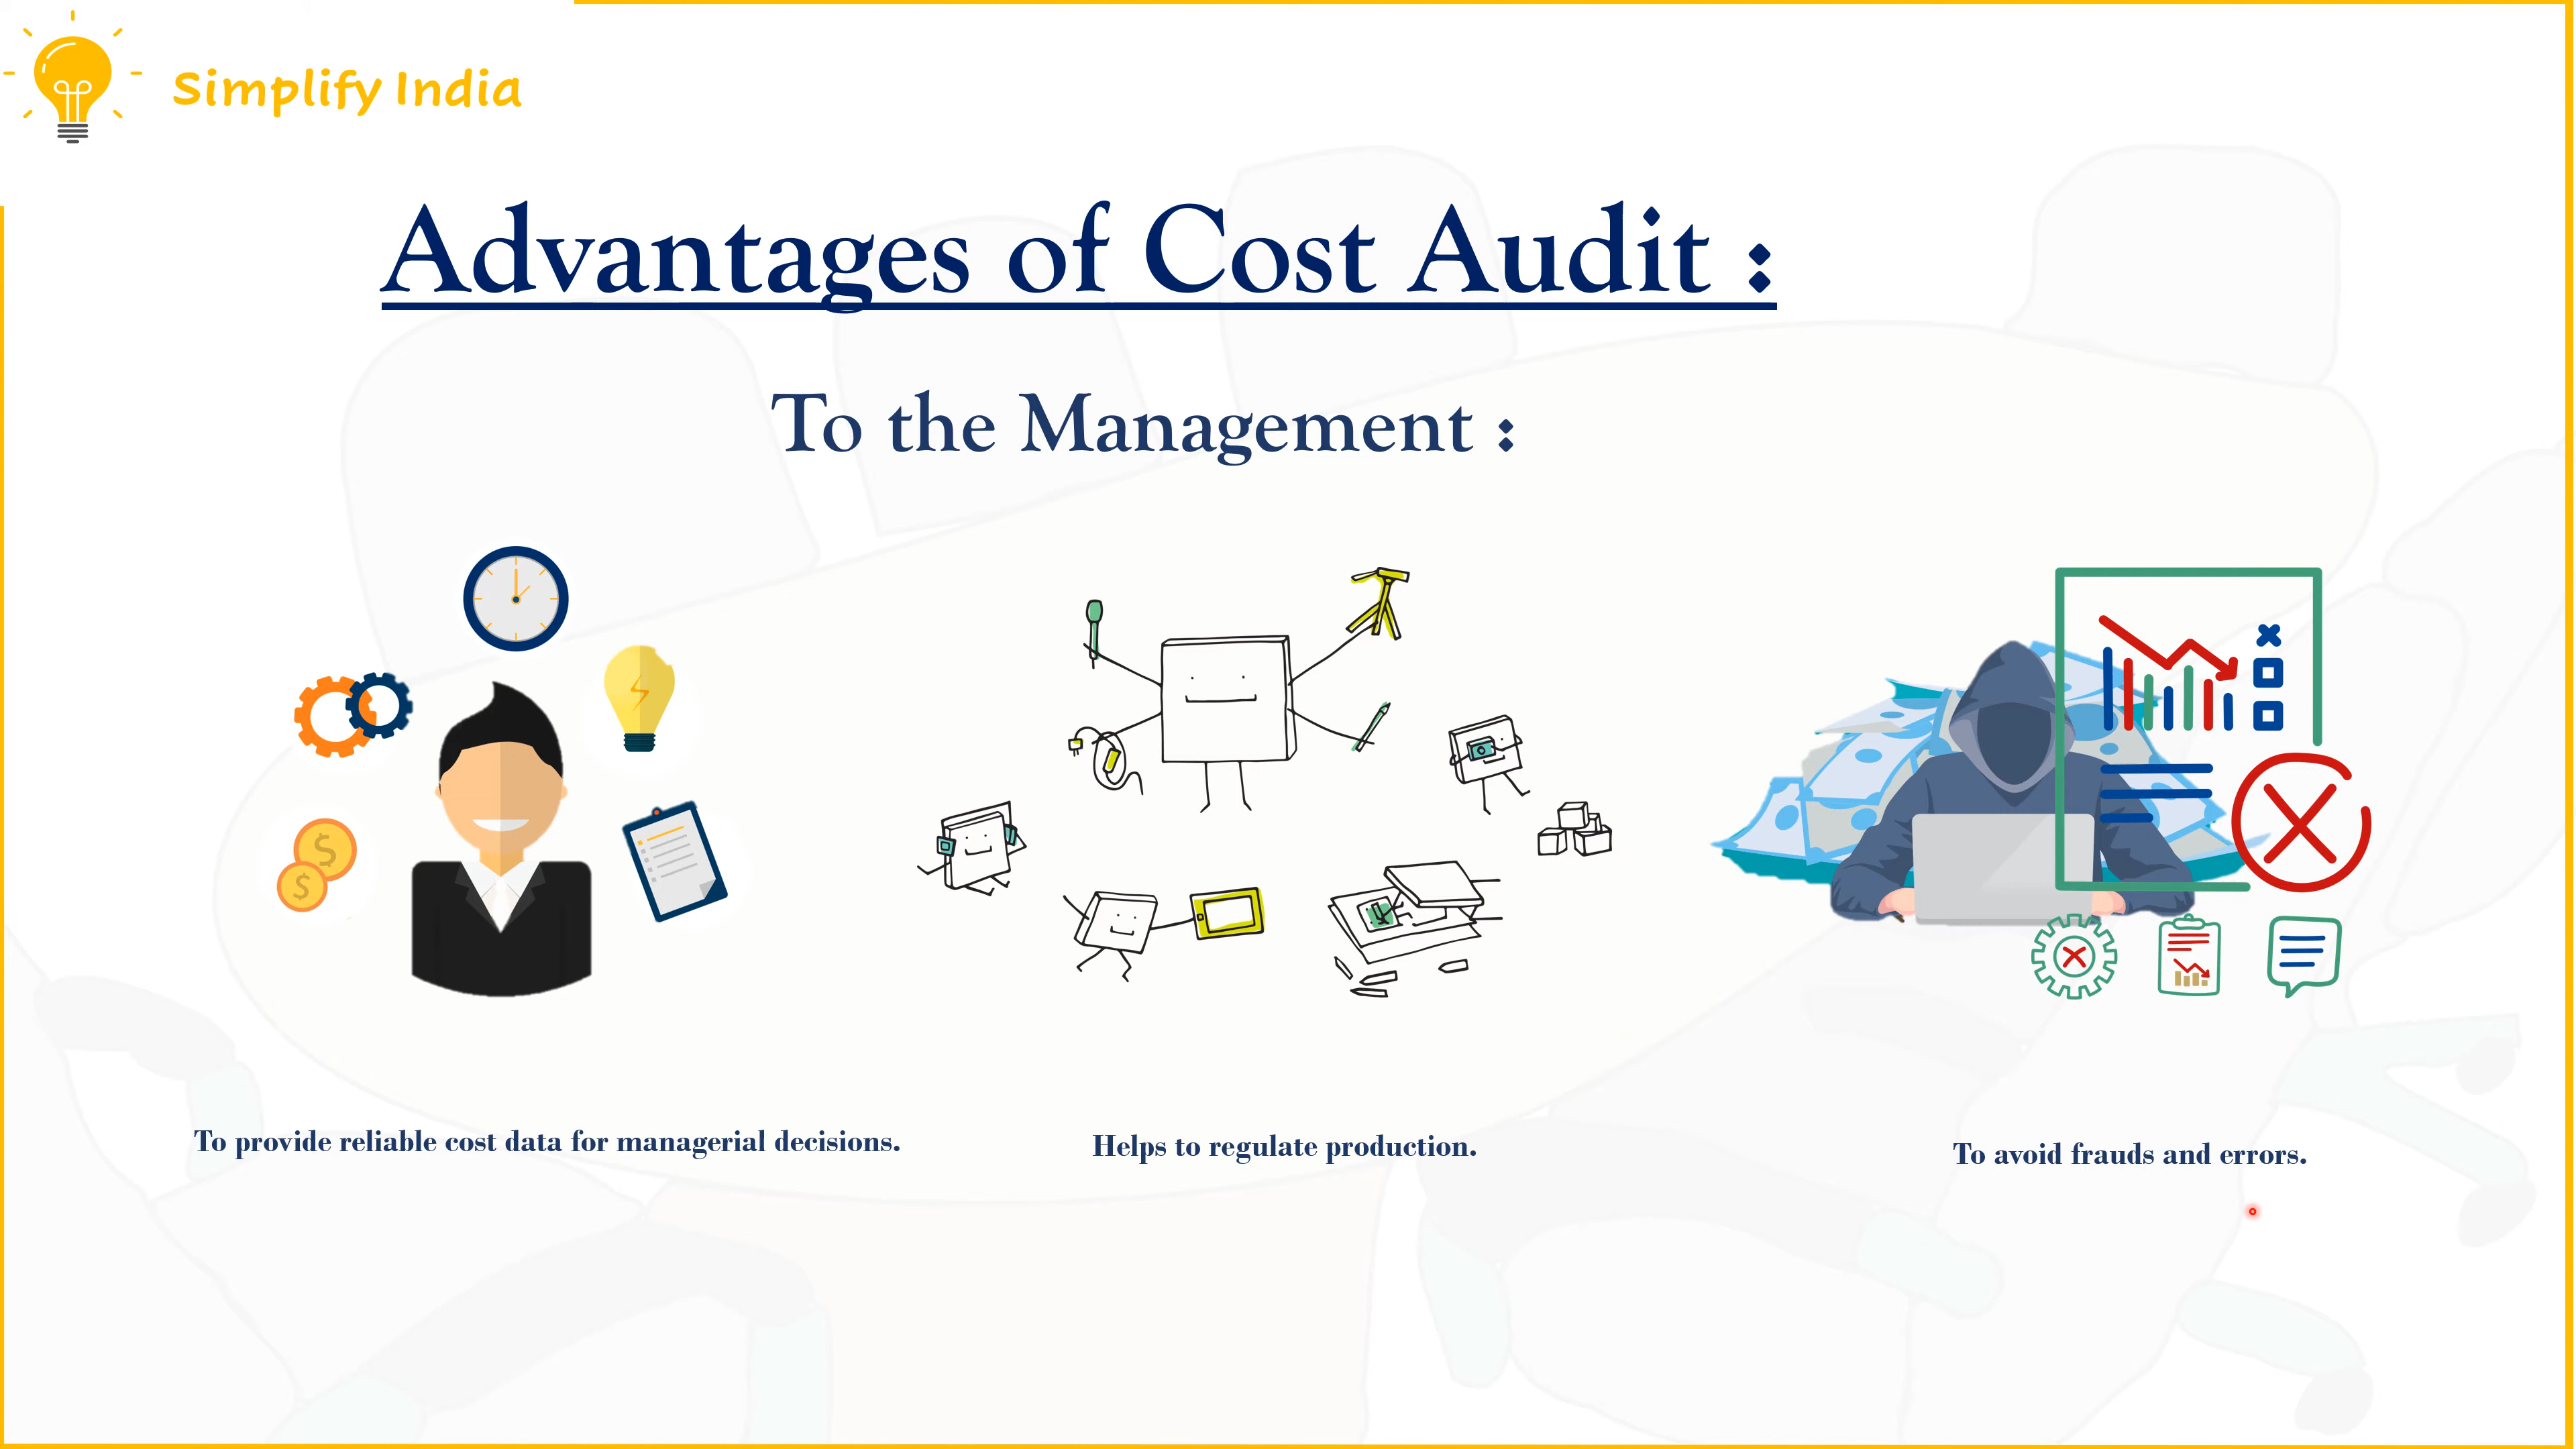 Simplify India
Advantages of Cost Audit :
To the Management :
$
$
To provide reliable cost data for managerial decisions.
Helps to regulate production.
To avoid frauds and errors.